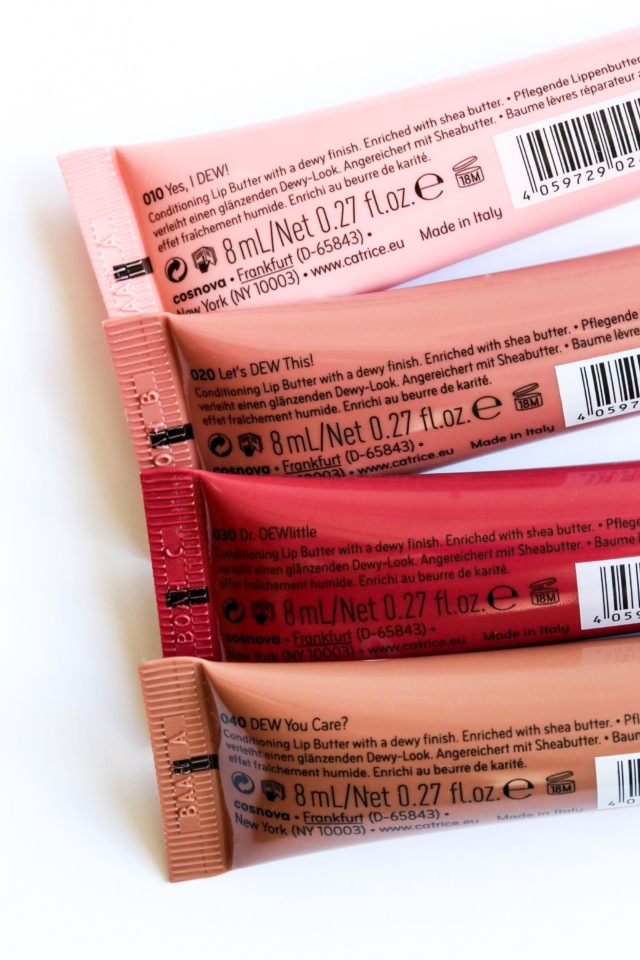 010 Yes, I DEW!
Conditioning Lip Butter with a dewy finish. Enriched with shea butter. • Pflegende Lippenbutter
verleiht einen glänzenden Dewy-Look. Angereichert mit Sheabutter. • Baume lèvres réparateur
effet fraîchement humide. Enrichi au beurre de karité.
8 mL/Net 0.27 fl.oz. e 18M
cosnova • Frankfurt (D-65843) •
New York (NY 10003) • www.catrice.eu Made in Italy
4 059729 02
020 Let's DEW This!
Conditioning Lip Butter with a dewy finish. Enriched with shea butter. • Pflegende
verleiht einen glänzenden Dewy-Look. Angereichert mit Sheabutter. • Baume lèvres
effet fraîchement humide. Enrichi au beurre de karité.
8 mL/Net 0.27 fl.oz. e 18M
cosnova • Frankfurt (D-65843) •
• www.catrice.eu Made in Italy
4 0597
B
030 Dr. DEWlittle
Conditioning Lip Butter with a dewy finish. Enriched with shea butter. • Pflege
verleiht einen glänzenden Dewy-Look. Angereichert mit Sheabutter. • Baume
effet fraîchement humide. Enrichi au beurre de karité.
8 mL/Net 0.27 fl.oz. e 18M
cosnova • Frankfurt (D-65843) •
New York (NY 10003) • www.catrice.eu Made in Italy
4 059
C
040 DEW You Care?
Conditioning Lip Butter with a dewy finish. Enriched with shea butter. • Pfl
verleiht einen glänzenden Dewy-Look. Angereichert mit Sheabutter. • Baum
effet fraîchement humide. Enrichi au beurre de karité.
8 mL/Net 0.27 fl.oz. e 18M
cosnova • Frankfurt (D-65843) •
New York (NY 10003) • www.catrice.eu Made in Italy
4 0
A